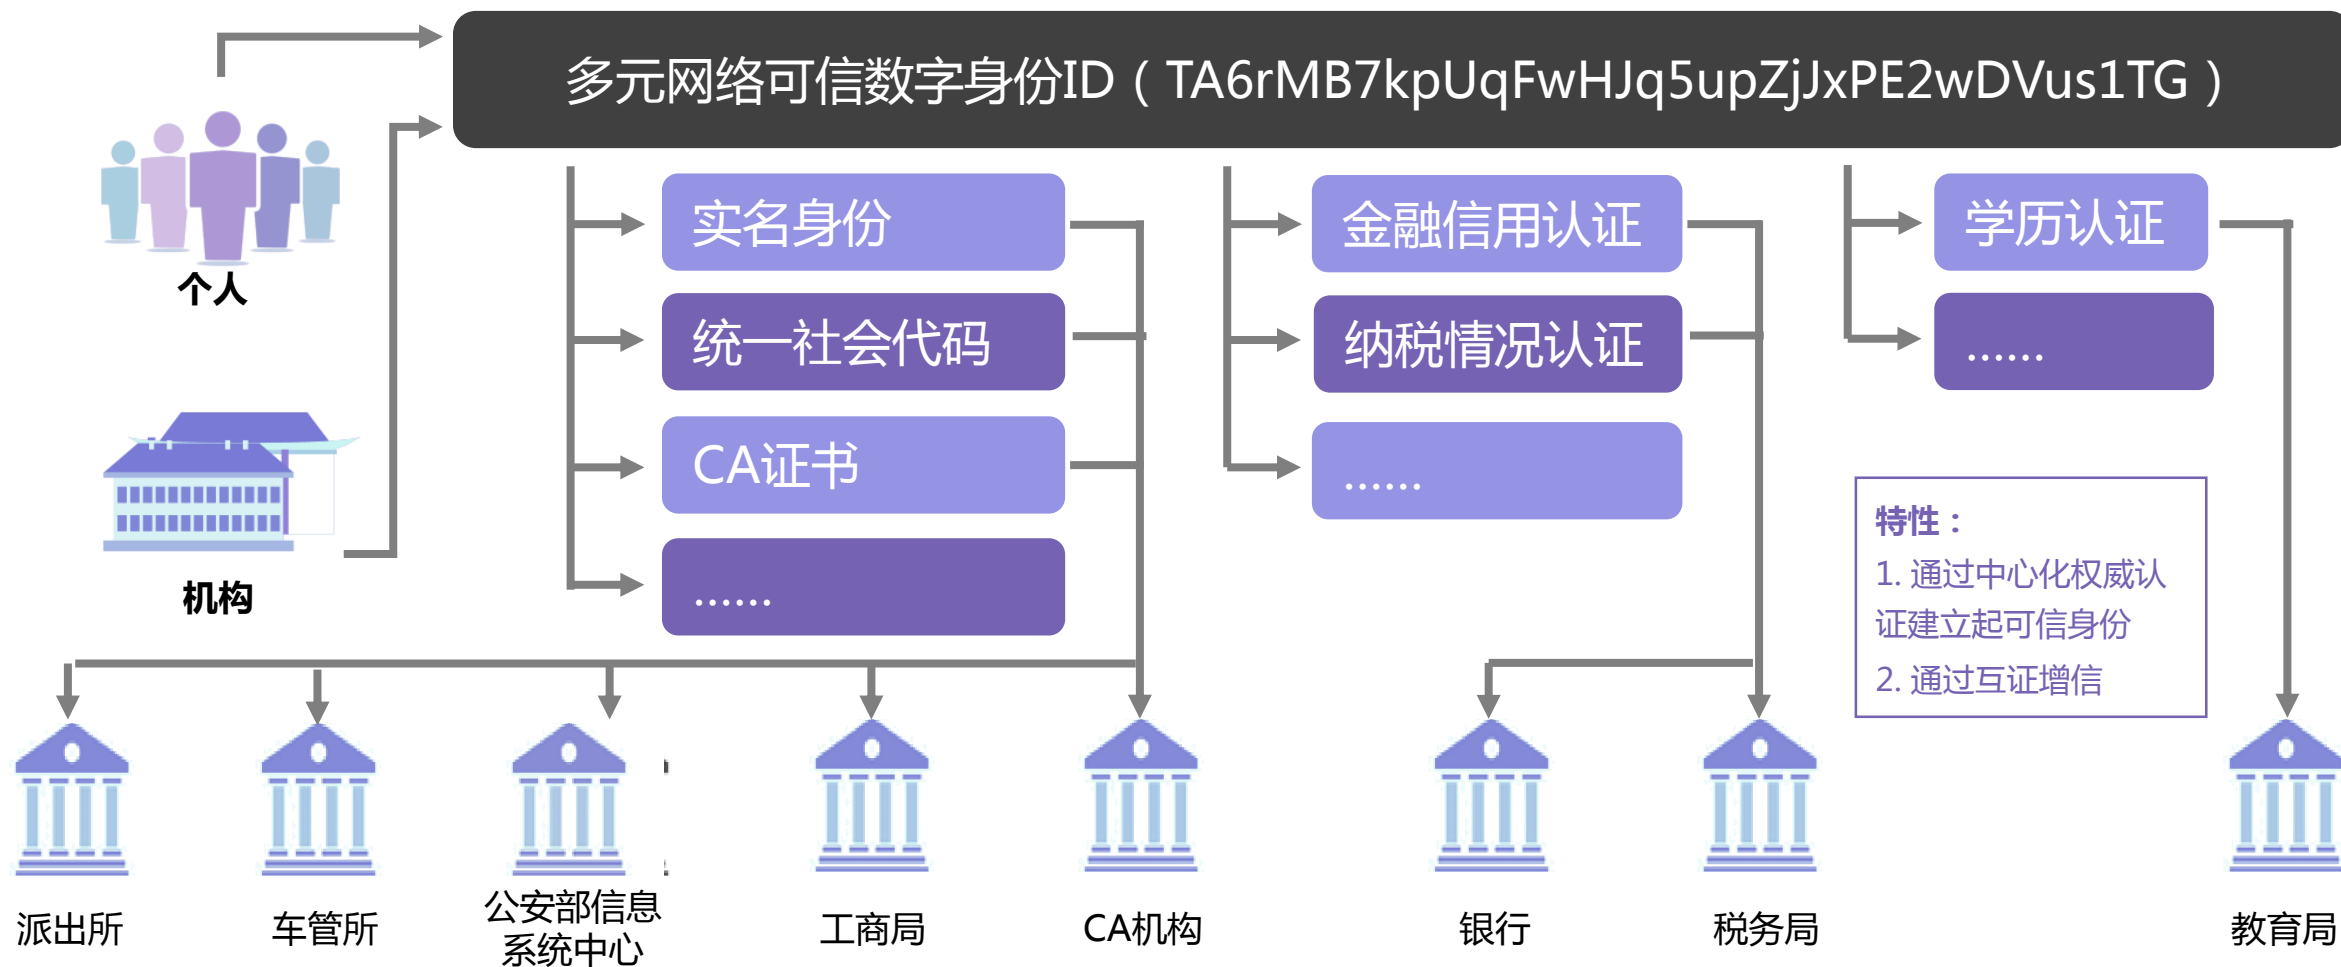 多元网络可信数字身份ID（TA6rMB7kpUqFwHJq5upZjJxPE2wDVus1TG）
个人
机构
实名身份
统一社会代码
CA证书
......
金融信用认证
纳税情况认证
......
学历认证
......
特性：
1. 通过中心化权威认
证建立起可信身份
2. 通过互证增信
派出所
车管所
公安部信息
系统中心
工商局
CA机构
银行
税务局
教育局